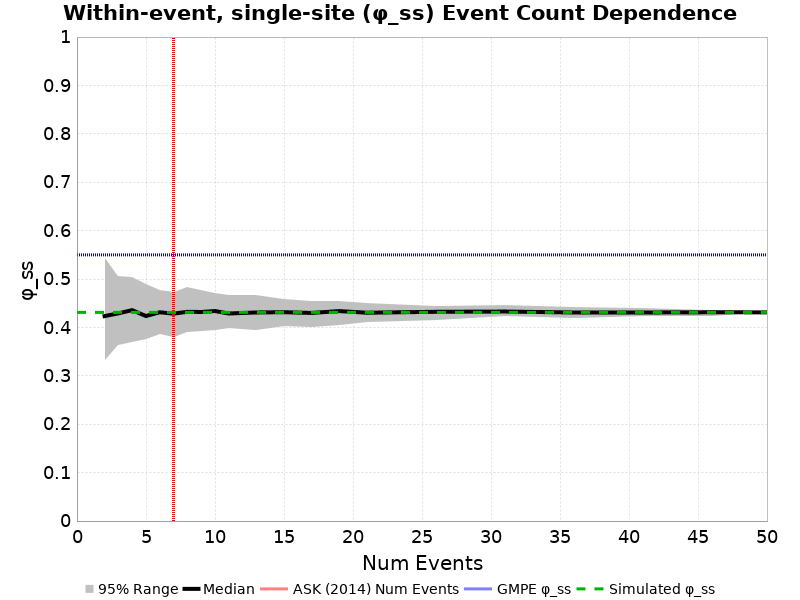 Within-event, single-site (φ_ss) Event Count Dependence
1
0.9
0.8
0.7
0.6
0.5
0.4
0.3
0.2
0.1
0
φ_ss
0 5 10 15 20 25 30 35 40 45 50
Num Events
95% Range Median ASK (2014) Num Events GMPE φ_ss Simulated φ_ss